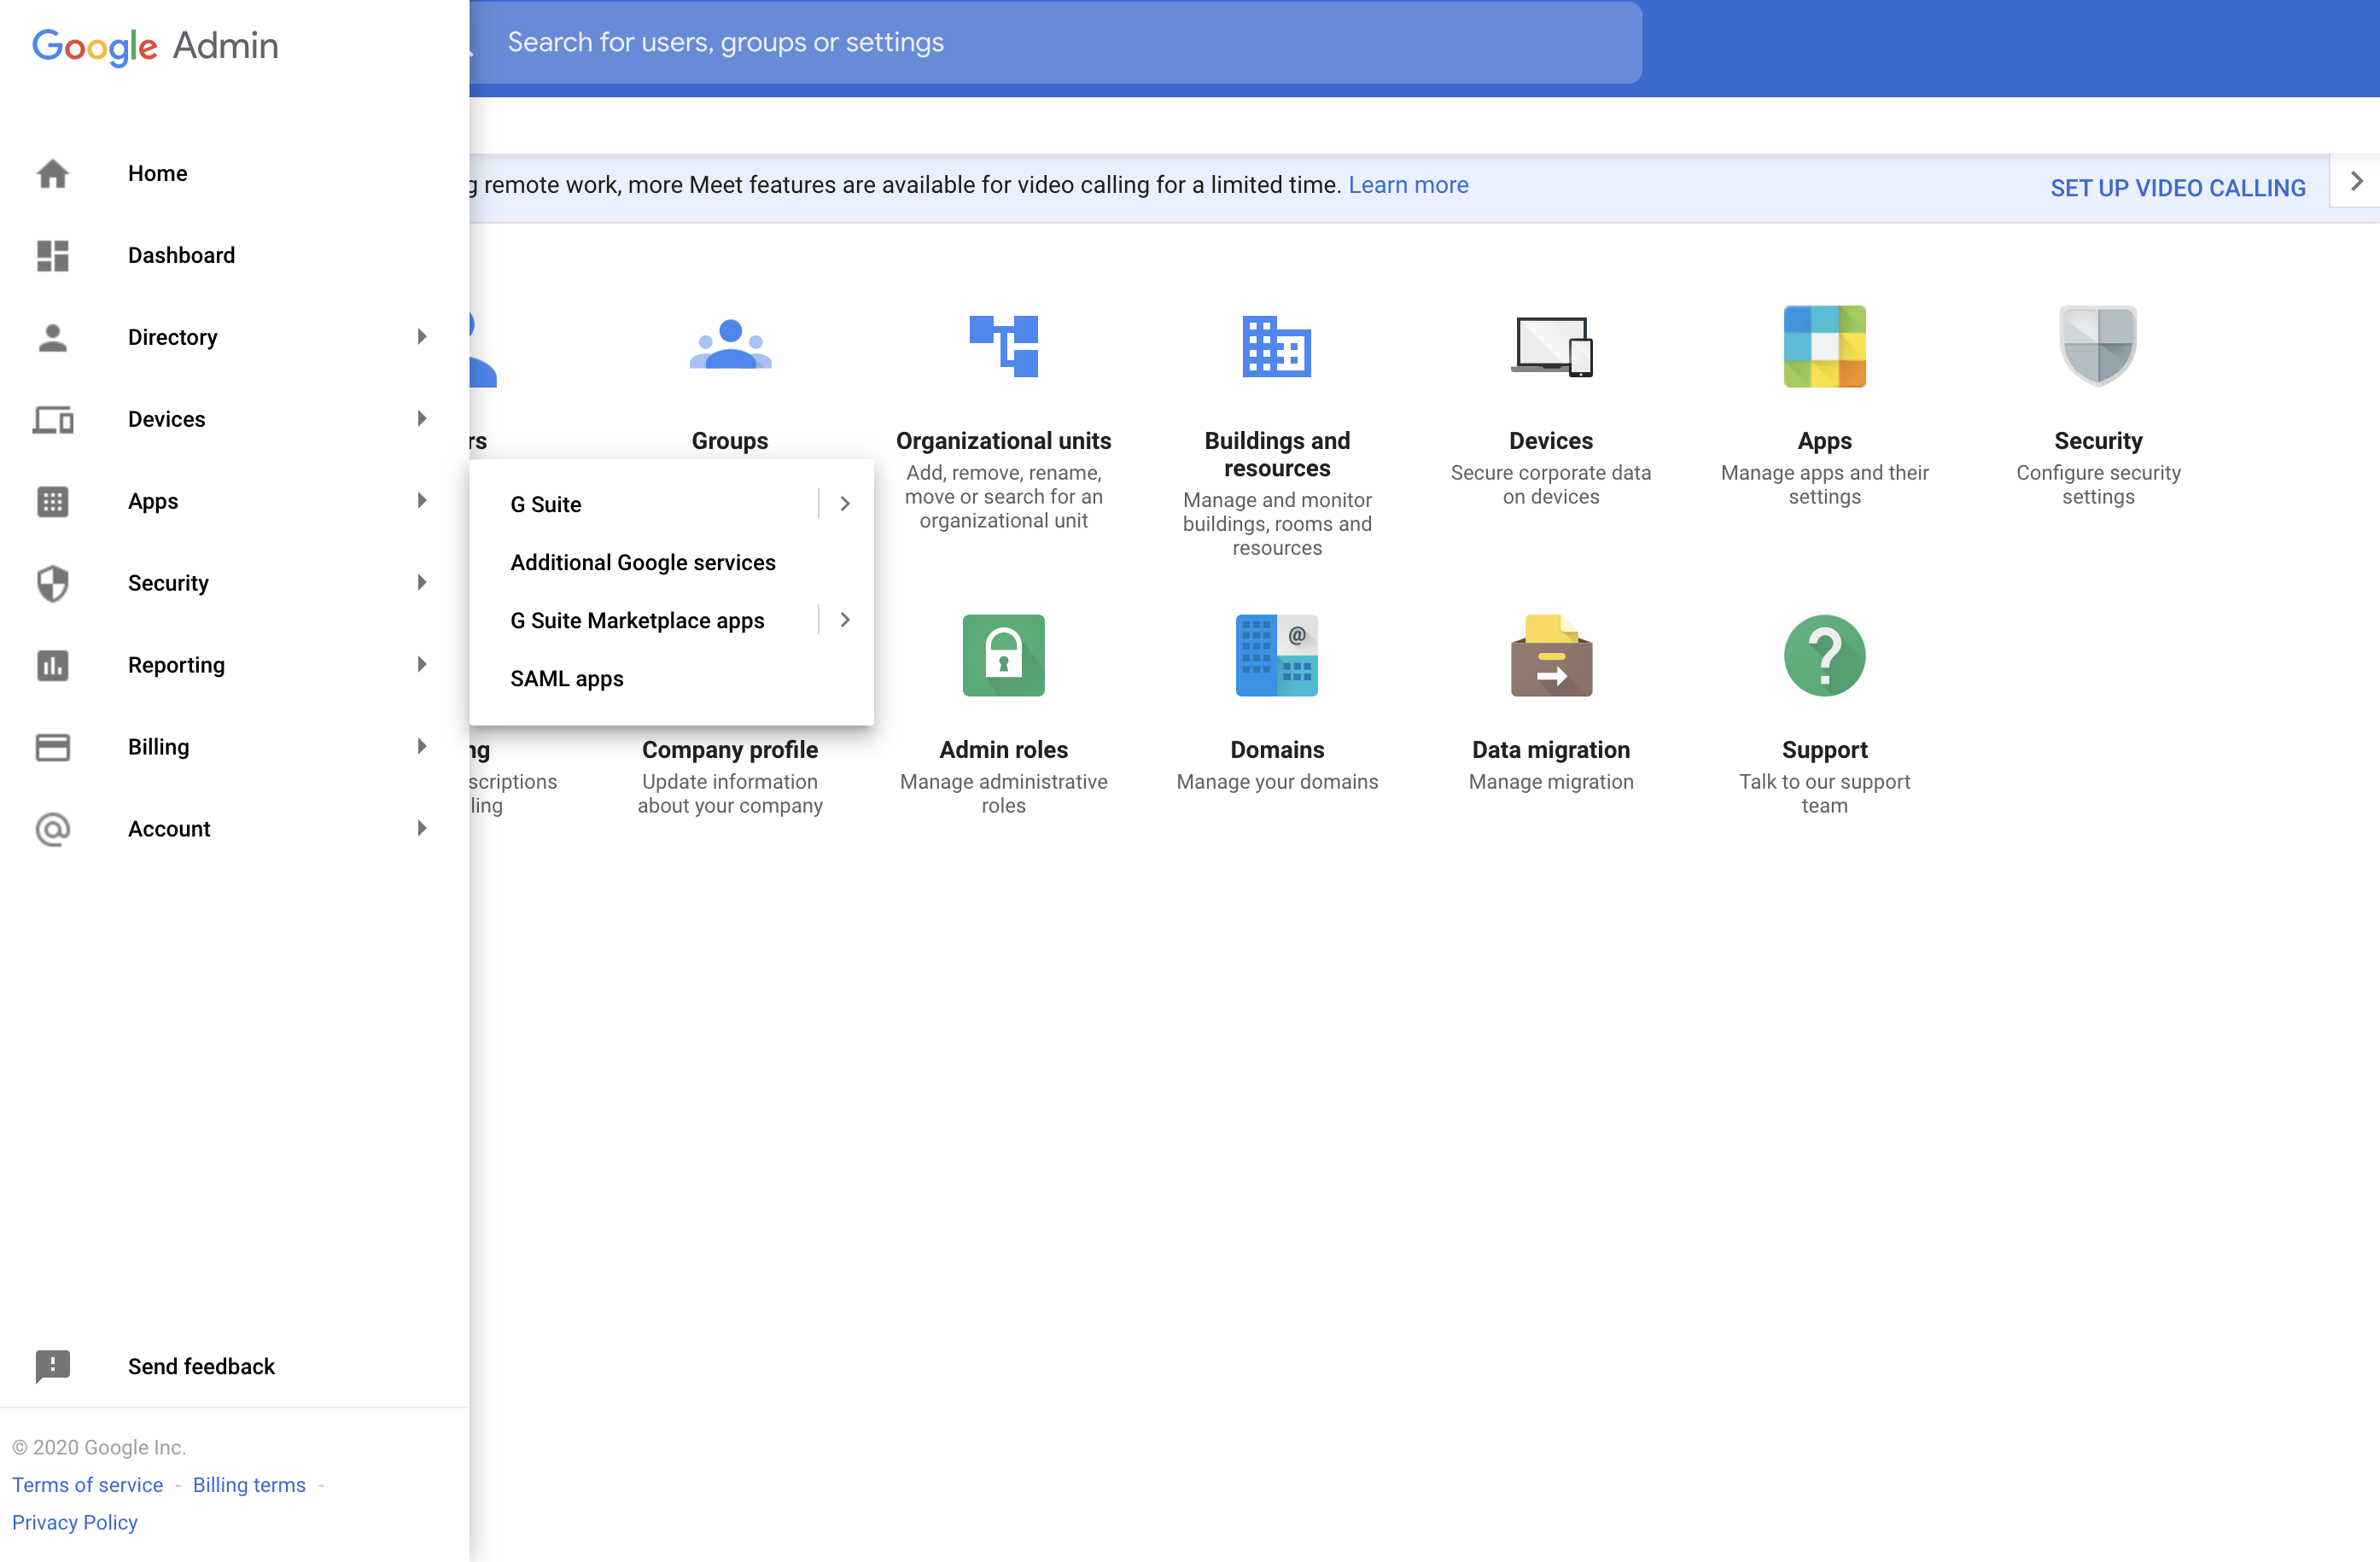 Google Admin
Search for users, groups or settings
Home
Dashboard
Directory
Devices
Apps
Security
Reporting
Billing
Account
Send feedback
© 2020 Google Inc.
Terms of service - Billing terms -
Privacy Policy
remote work, more Meet features are available for video calling for a limited time. Learn more
SET UP VIDEO CALLING
G Suite
Additional Google services
G Suite Marketplace apps
SAML apps
rs
Groups
Organizational units
Add, remove, rename,
move or search for an
organizational unit
Buildings and
resources
Manage and monitor
buildings, rooms and
resources
Devices
Secure corporate data
on devices
Apps
Manage apps and their
settings
Security
Configure security
settings
ng
scriptions
ling
Company profile
Update information
about your company
Admin roles
Manage administrative
roles
@
Domains
Manage your domains
Data migration
Manage migration
?
Support
Talk to our support
team